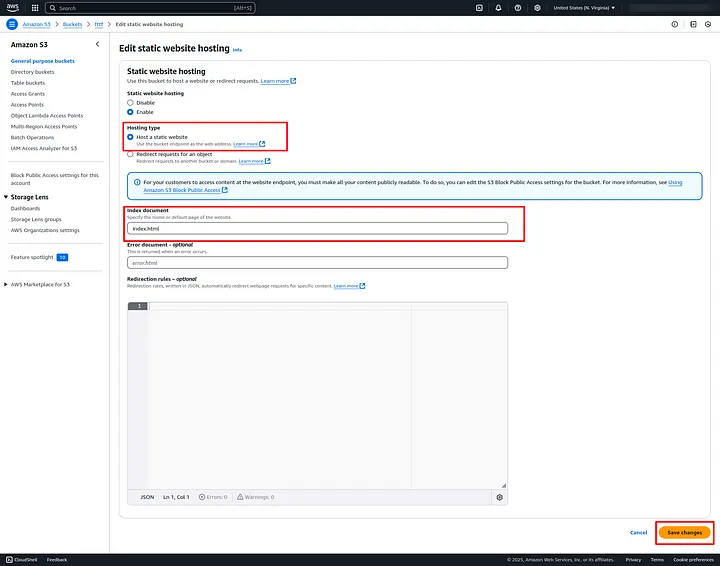 aws
Search
[Alt+S]
United States (N. Virginia)
Amazon S3 > Buckets > fttf > Edit static website hosting
Amazon S3
General purpose buckets
Directory buckets
Table buckets
Access Grants
Access Points
Object Lambda Access Points
Multi-Region Access Points
Batch Operations
IAM Access Analyzer for S3
Block Public Access settings for this
account
Storage Lens
Dashboards
Storage Lens groups
AWS Organizations settings
Feature spotlight 10
AWS Marketplace for S3
Edit static website hosting Info
Static website hosting
Use this bucket to host a website or redirect requests. Learn more
Static website hosting
Disable
Enable
Hosting type
Host a static website
Use the bucket endpoint as the web address. Learn more
Redirect requests for an object
Redirect requests to another bucket or domain. Learn more
For your customers to access content at the website endpoint, you must make all your content publicly readable. To do so, you can edit the S3 Block Public Access settings for the bucket. For more information, see Using
Amazon S3 Block Public Access
Index document
Specify the home or default page of the website.
index.html
Error document - optional
This is returned when an error occurs.
error.html
Redirection rules – optional
Redirection rules, written in JSON, automatically redirect webpage requests for specific content. Learn more
1
JSON Ln 1, Col 1 Errors: 0 Warnings: 0
Cancel
Save changes
CloudShell Feedback
© 2025, Amazon Web Services, Inc. or its affiliates. Privacy Terms Cookie preferences